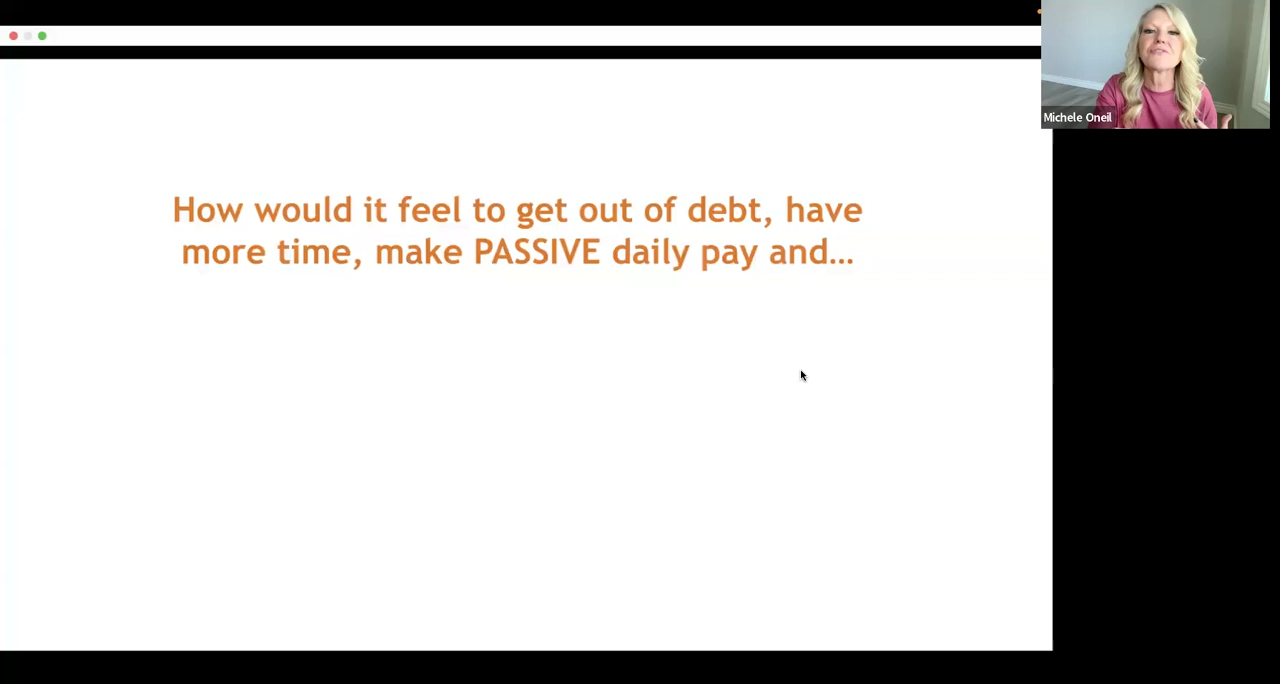 Michele Oneil
How would it feel to get out of debt, have
more time, make PASSIVE daily pay and...